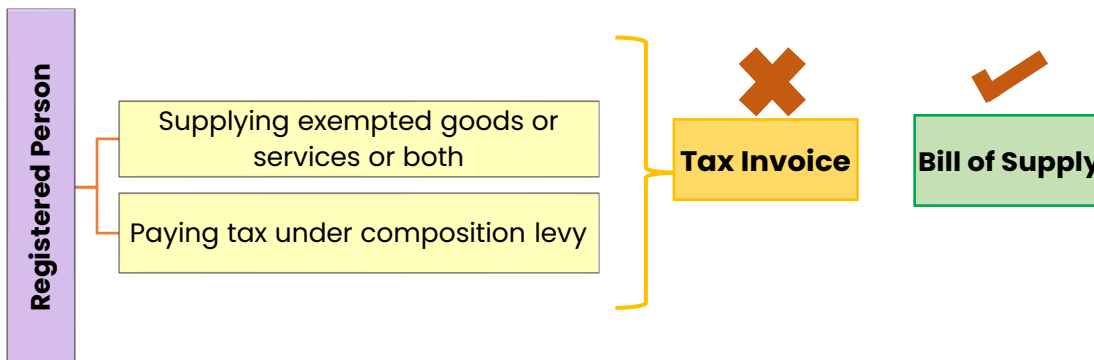 Registered Person
Supplying exempted goods or
services or both
Paying tax under composition levy
Tax Invoice
Bill of Supply